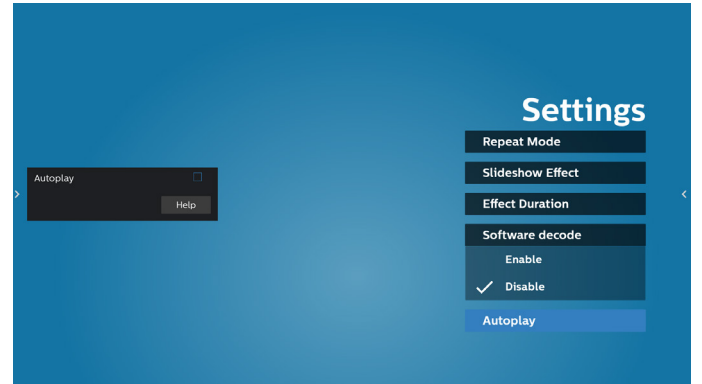 Settings
Repeat Mode
Slideshow Effect
Effect Duration
Software decode
Enable
Disable
Autoplay
Autoplay
Help